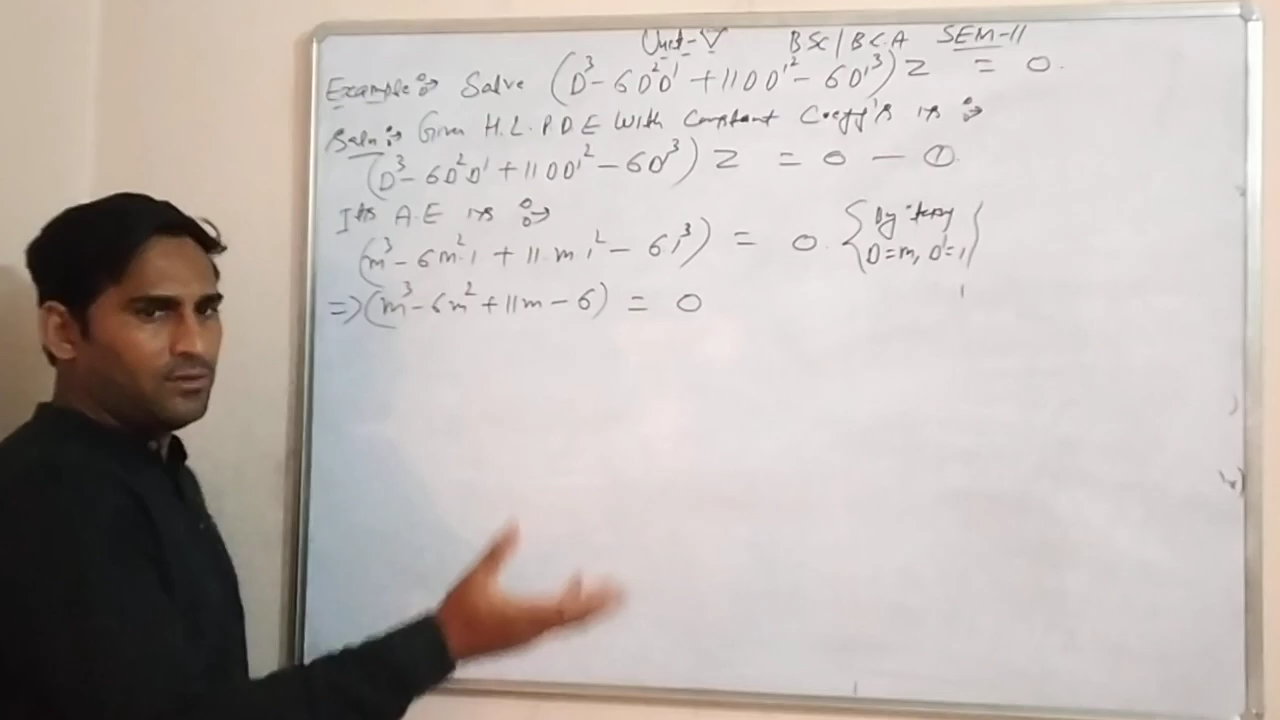 Unit-V BSC/B.C.A SEM-II
Example :→ Solve (D³-6D²D' + 11DD'² - 6D'³) Z = 0.
Soln :→ Given H.L.P.D.E With Constant Coeff's is :→
(D³-6D²D' + 11DD'² - 6D'³) Z = 0 — ①
Its A.E is :→
(m³ - 6m².1 + 11.m.1² - 6.1³) = 0. {By D=m, D'=1}
=> (m³-6m²+11m-6) = 0